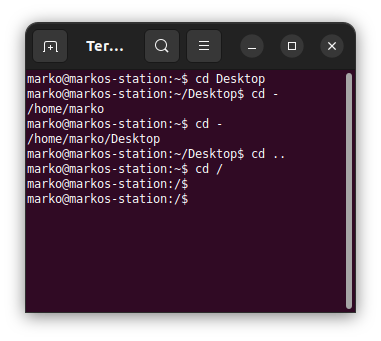 Ter...
marko@markos-station:~$ cd Desktop
marko@markos-station:~/Desktop$ cd -
/home/marko
marko@markos-station:~$ cd -
/home/marko/Desktop
marko@markos-station:~/Desktop$ cd ..
marko@markos-station:~$ cd /
marko@markos-station:/$
marko@markos-station:/$